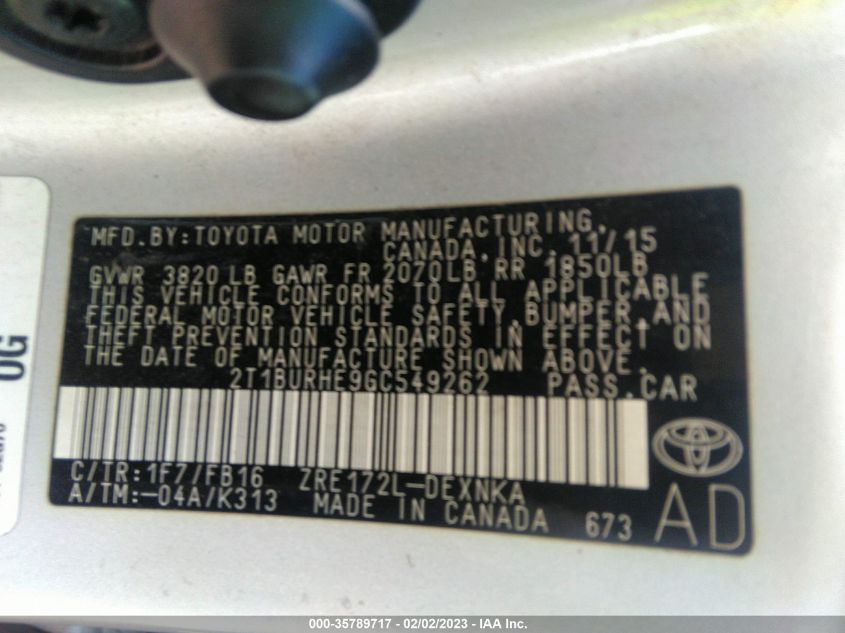 MFD.BY:TOYOTA MOTOR MANUFACTURING,
CANADA,INC. 11/15
GVWR 3820 LB GAWR FR 2070LB RR 1850LB
THIS VEHICLE CONFORMS TO ALL APPLICABLE
FEDERAL MOTOR VEHICLE SAFETY,BUMPER,AND
THEFT PREVENTION STANDARDS IN EFFECT ON
THE DATE OF MANUFACTURE SHOWN ABOVE.
2T1BURHE9GC549262 PASS.CAR
C/TR:1F7/FB16 ZRE172L-DEXNKA
A/TM:-04A/K313 MADE IN CANADA 673
AD
OG
000-35789717 - 02/02/2023 - IAA Inc.